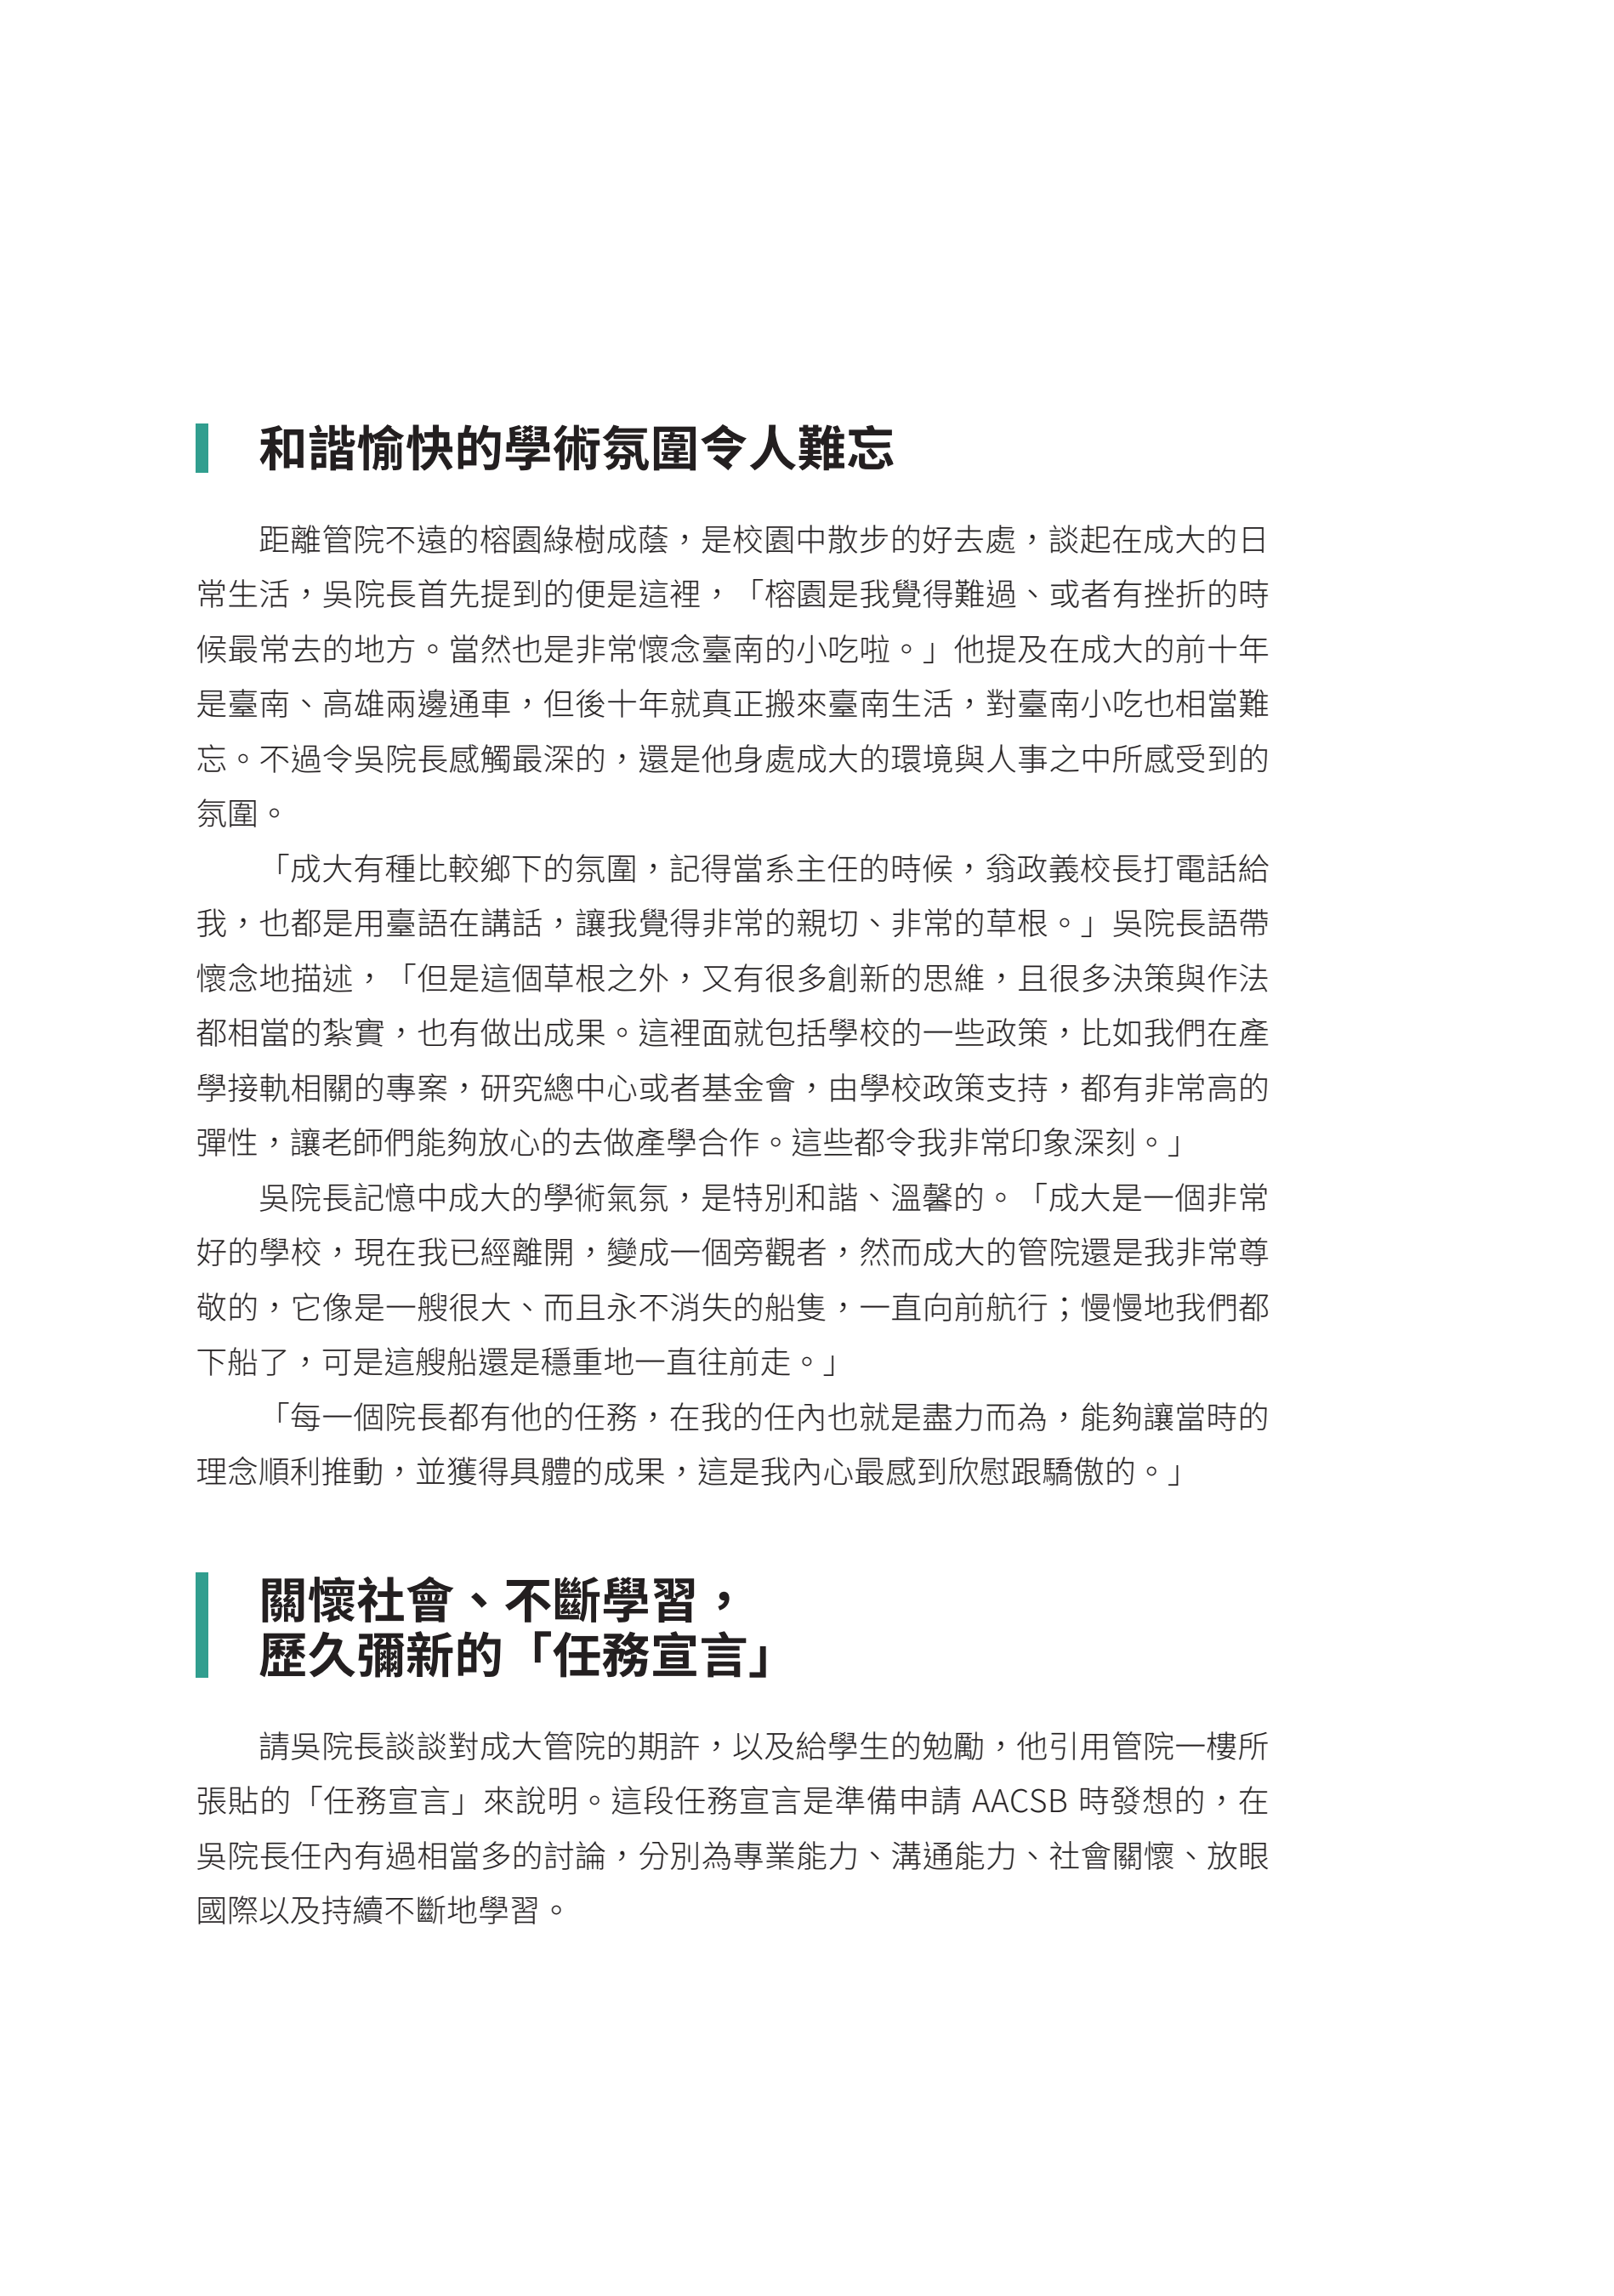 和諧愉快的學術氛圍令人難忘
距離管院不遠的榕園綠樹成蔭，是校園中散步的好去處，談起在成大的日
常生活，吳院長首先提到的便是這裡，「榕園是我覺得難過、或者有挫折的時
候最常去的地方。當然也是非常懷念臺南的小吃啦。」他提及在成大的前十年
是臺南、高雄兩邊通車，但後十年就真正搬來臺南生活，對臺南小吃也相當難
忘。不過令吳院長感觸最深的，還是他身處成大的環境與人事之中所感受到的
氛圍。
「成大有種比較鄉下的氛圍，記得當系主任的時候，翁政義校長打電話給
我，也都是用臺語在講話，讓我覺得非常的親切、非常的草根。」吳院長語帶
懷念地描述，「但是這個草根之外，又有很多創新的思維，且很多決策與作法
都相當的紮實，也有做出成果。這裡面就包括學校的一些政策，比如我們在產
學接軌相關的專案，研究總中心或者基金會，由學校政策支持，都有非常高的
彈性，讓老師們能夠放心的去做產學合作。這些都令我非常印象深刻。」
吳院長記憶中成大的學術氣氛，是特別和諧、溫馨的。「成大是一個非常
好的學校，現在我已經離開，變成一個旁觀者，然而成大的管院還是我非常尊
敬的，它像是一艘很大、而且永不消失的船隻，一直向前航行；慢慢地我們都
下船了，可是這艘船還是穩重地一直往前走。」
「每一個院長都有他的任務，在我的任內也就是盡力而為，能夠讓當時的
理念順利推動，並獲得具體的成果，這是我內心最感到欣慰跟驕傲的。」
關懷社會、不斷學習，
歷久彌新的「任務宣言」
請吳院長談談對成大管院的期許，以及給學生的勉勵，他引用管院一樓所
張貼的「任務宣言」來說明。這段任務宣言是準備申請 AACSB 時發想的，在
吳院長任內有過相當多的討論，分別為專業能力、溝通能力、社會關懷、放眼
國際以及持續不斷地學習。